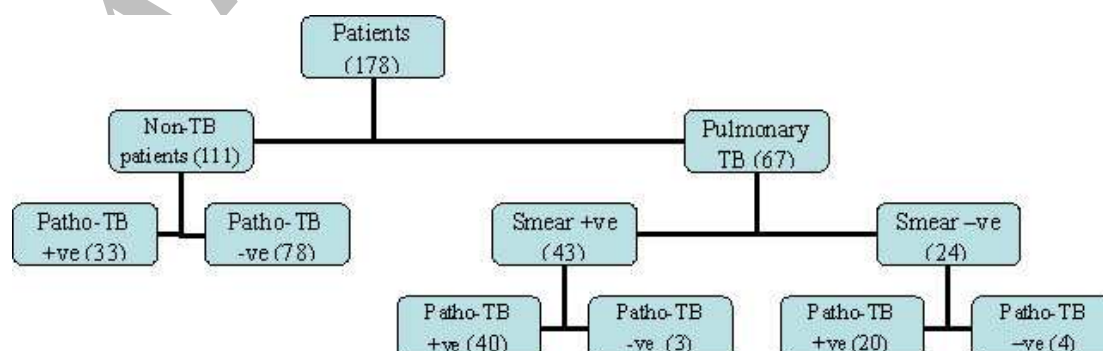 Patients
(178)
Non-TB
patients (111)
Pulmonary
TB (67)
Patho-TB
+ve (33)
Patho-TB
-ve (78)
Smear +ve
(43)
Smear –ve
(24)
Patho-TB
+ve (40)
Patho-TB
-ve (3)
Patho-TB
+ve (20)
Patho-TB
–ve (4)